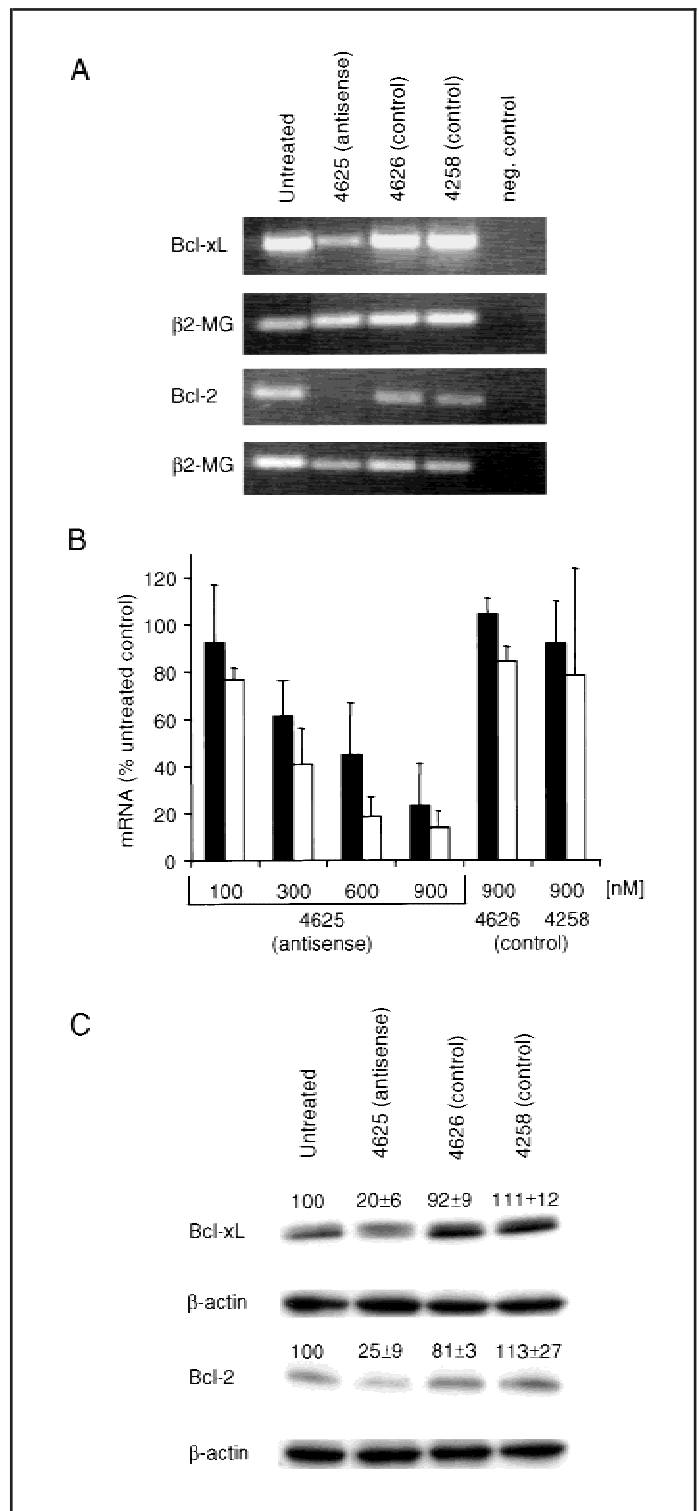 A
Untreated
4625 (antisense)
4626 (control)
4258 (control)
neg. control
Bcl-xL
β2-MG
Bcl-2
β2-MG
B
mRNA (% untreated control)
120
100
80
60
40
20
0
100 300 600 900 900 900 [nM]
4625 4626 4258
(antisense) (control)
C
Untreated
4625 (antisense)
4626 (control)
4258 (control)
100 20±6 92±9 111+12
Bcl-xL
β-actin
100 25±9 81±3 113±27
Bcl-2
β-actin